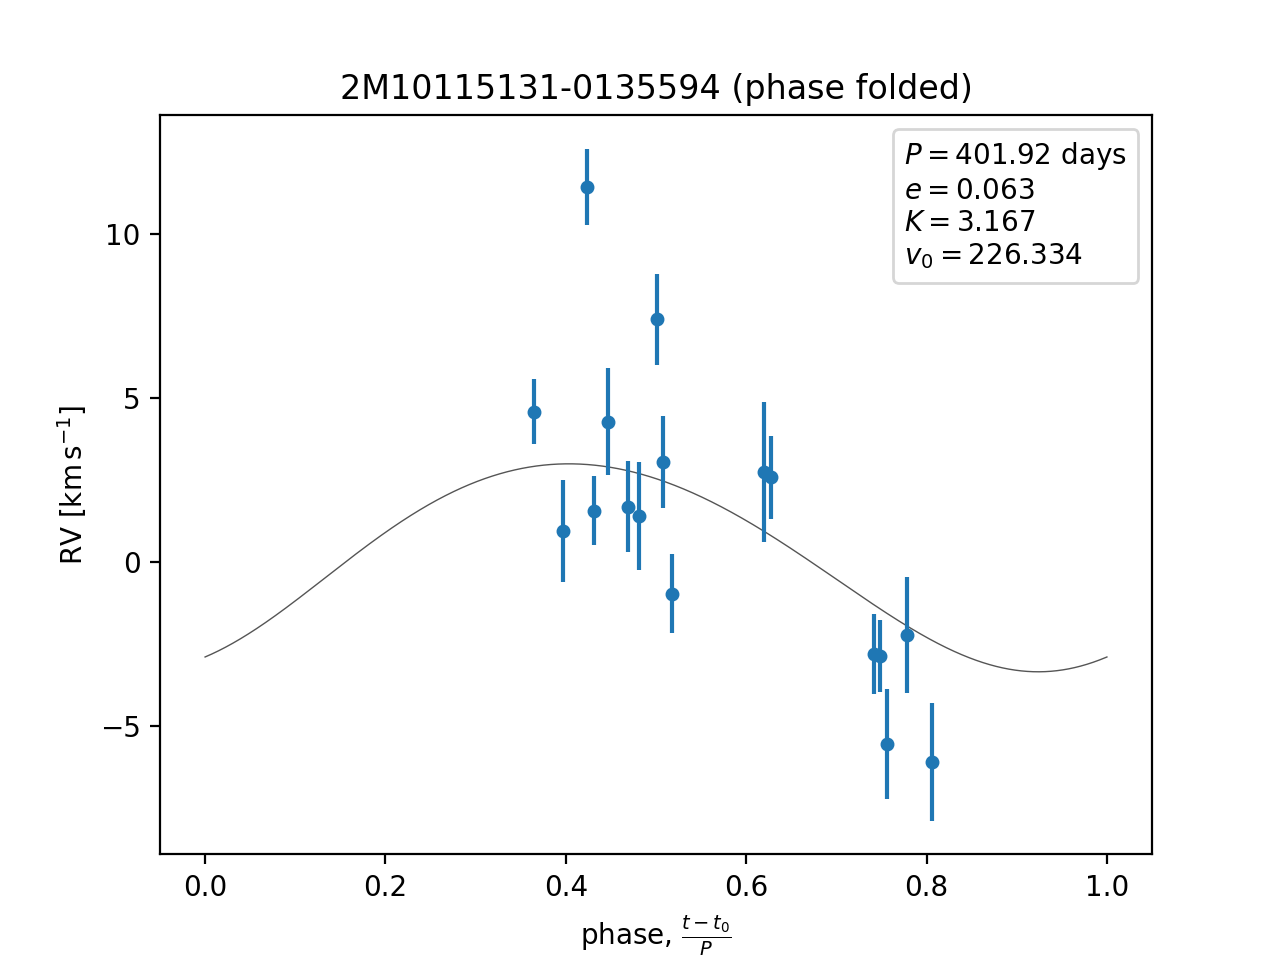 2M10115131-0135594 (phase folded)
P = 401.92 days
e = 0.063
K = 3.167
v₀ = 226.334
10
5
0
−5
RV [km s⁻¹]
0.0 0.2 0.4 0.6 0.8 1.0
phase, (t − t₀)/P